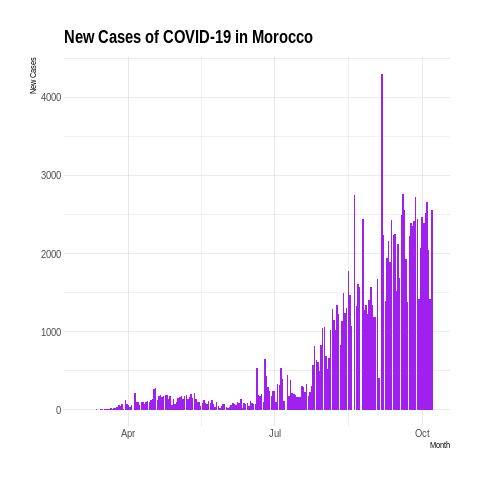 New Cases of COVID-19 in Morocco
New Cases
4000
3000
2000
1000
0
Apr
Jul
Oct
Month